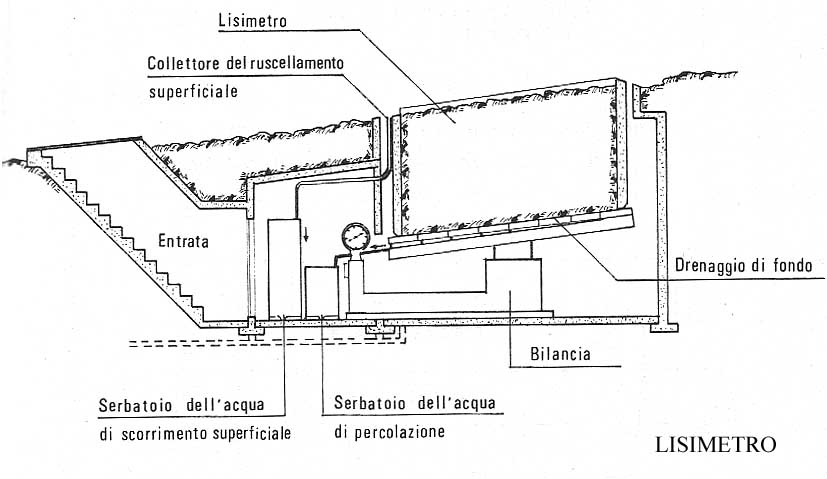 Lisimetro
Collettore del ruscellamento
superficiale
Entrata
Drenaggio di fondo
Bilancia
Serbatoio dell'acqua
di scorrimento superficiale
Serbatoio dell'acqua
di percolazione
LISIMETRO